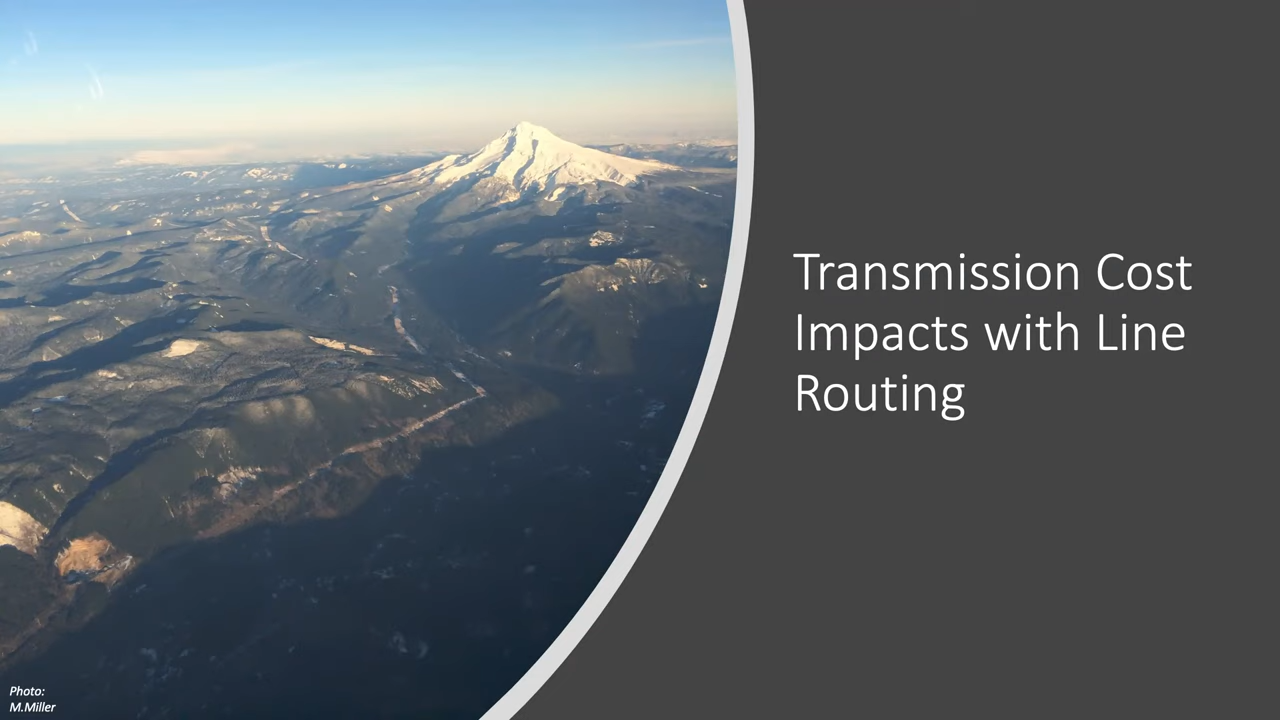 Transmission Cost
Impacts with Line
Routing
Photo:
M.Miller